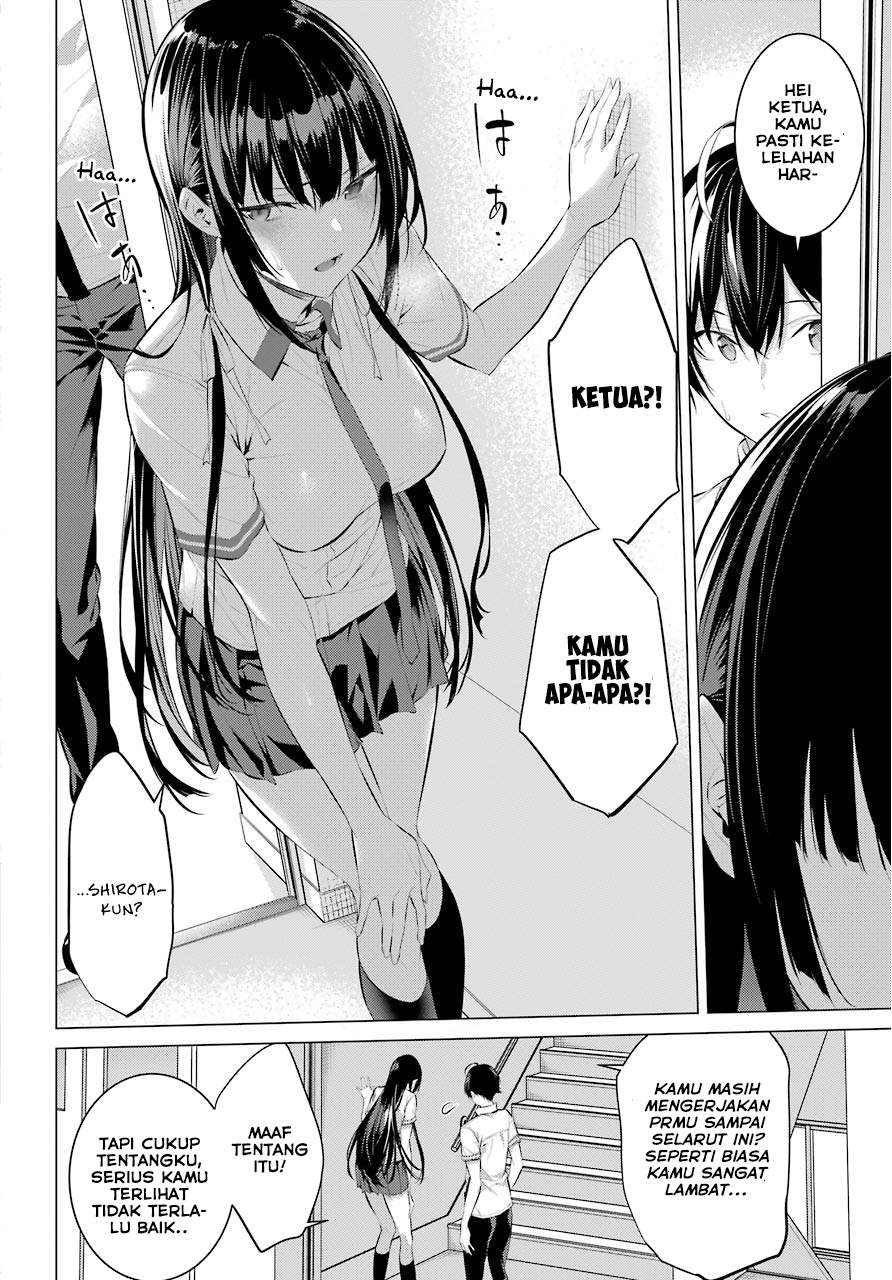 HEI
KETUA,
KAMU
PASTI KE-
LELAHAN
HAR-
Haa...
はぁ…
Haa...
はぁ…
KETUA?!
KAMU
TIDAK
APA-APA?!
...SHIROTA-
KUN?
KAMU MASIH
MENGERJAKAN
PRMU SAMPAI
SELARUT INI?
SEPERTI BIASA
KAMU SANGAT
LAMBAT...
MAAF
TENTANG
ITU!
TAPI CUKUP
TENTANGKU,
SERIUS KAMU
TERLIHAT
TIDAK TERLA-
LU BAIK..